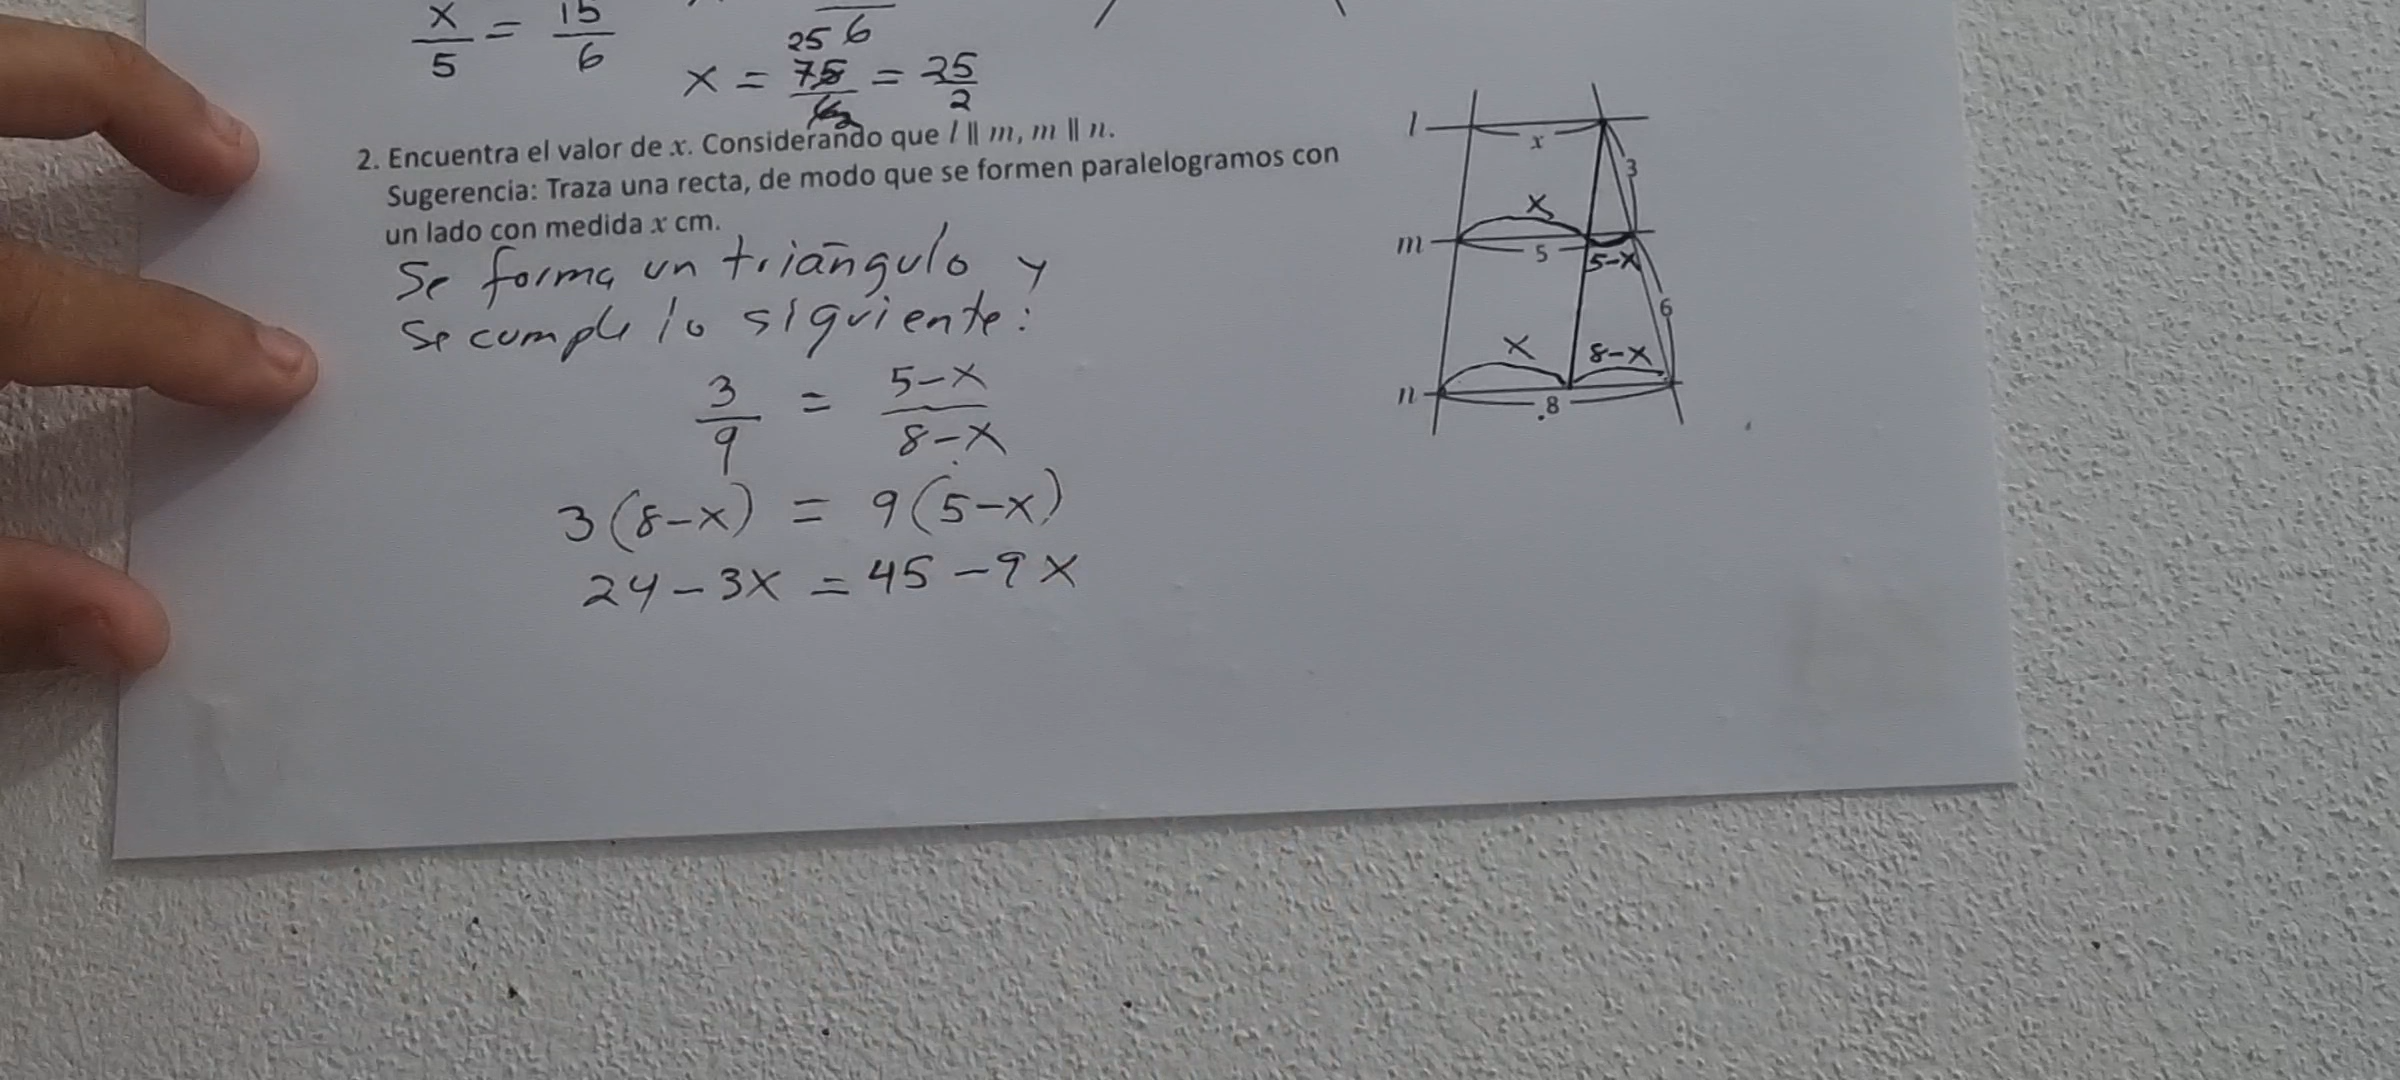 x/5 = 15/6
6
25
x = 75/6 = 25/2
2
2. Encuentra el valor de x. Considerando que l ∥ m, m ∥ n.
Sugerencia: Traza una recta, de modo que se formen paralelogramos con
un lado con medida x cm.
Se forma un triángulo y
se cumple lo siguiente:
3/9 = 5-x/8-x
3(8-x) = 9(5-x)
24-3x = 45-9x
l
x
3
x
m
5
5-x
6
x
8-x
n
8